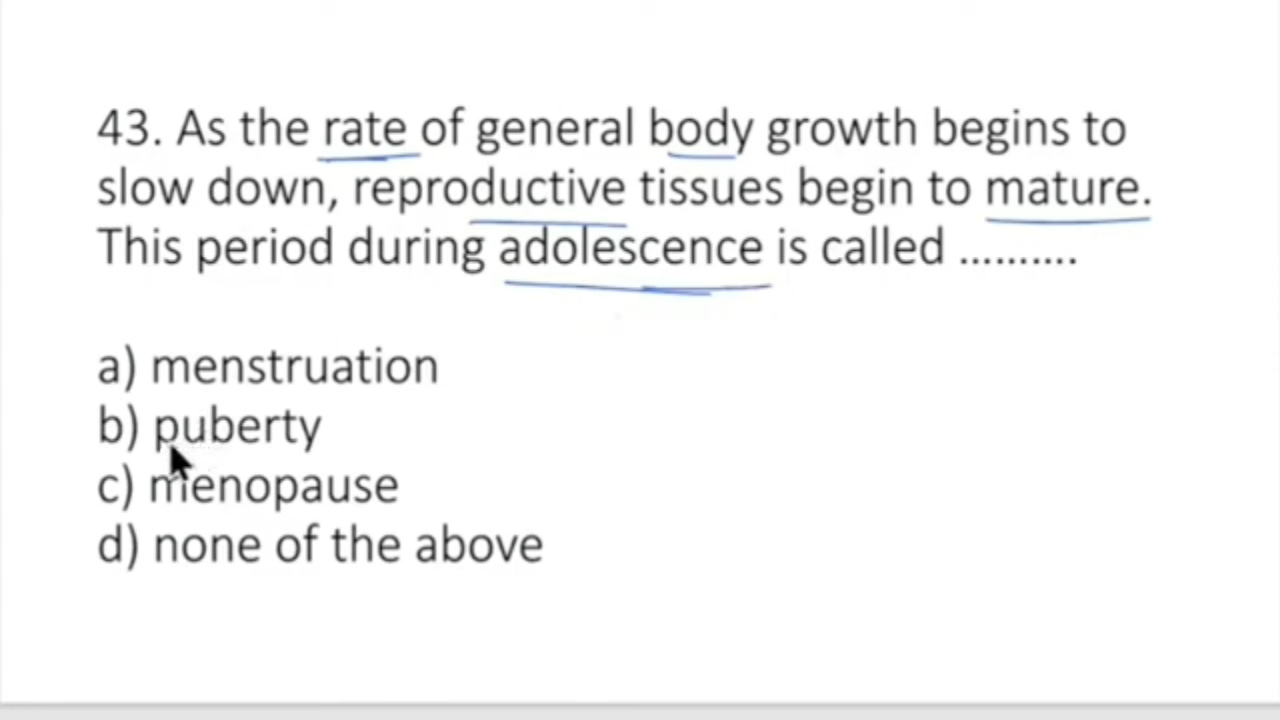 43. As the rate of general body growth begins to
slow down, reproductive tissues begin to mature.
This period during adolescence is called ..........
a) menstruation
b) puberty
c) menopause
d) none of the above